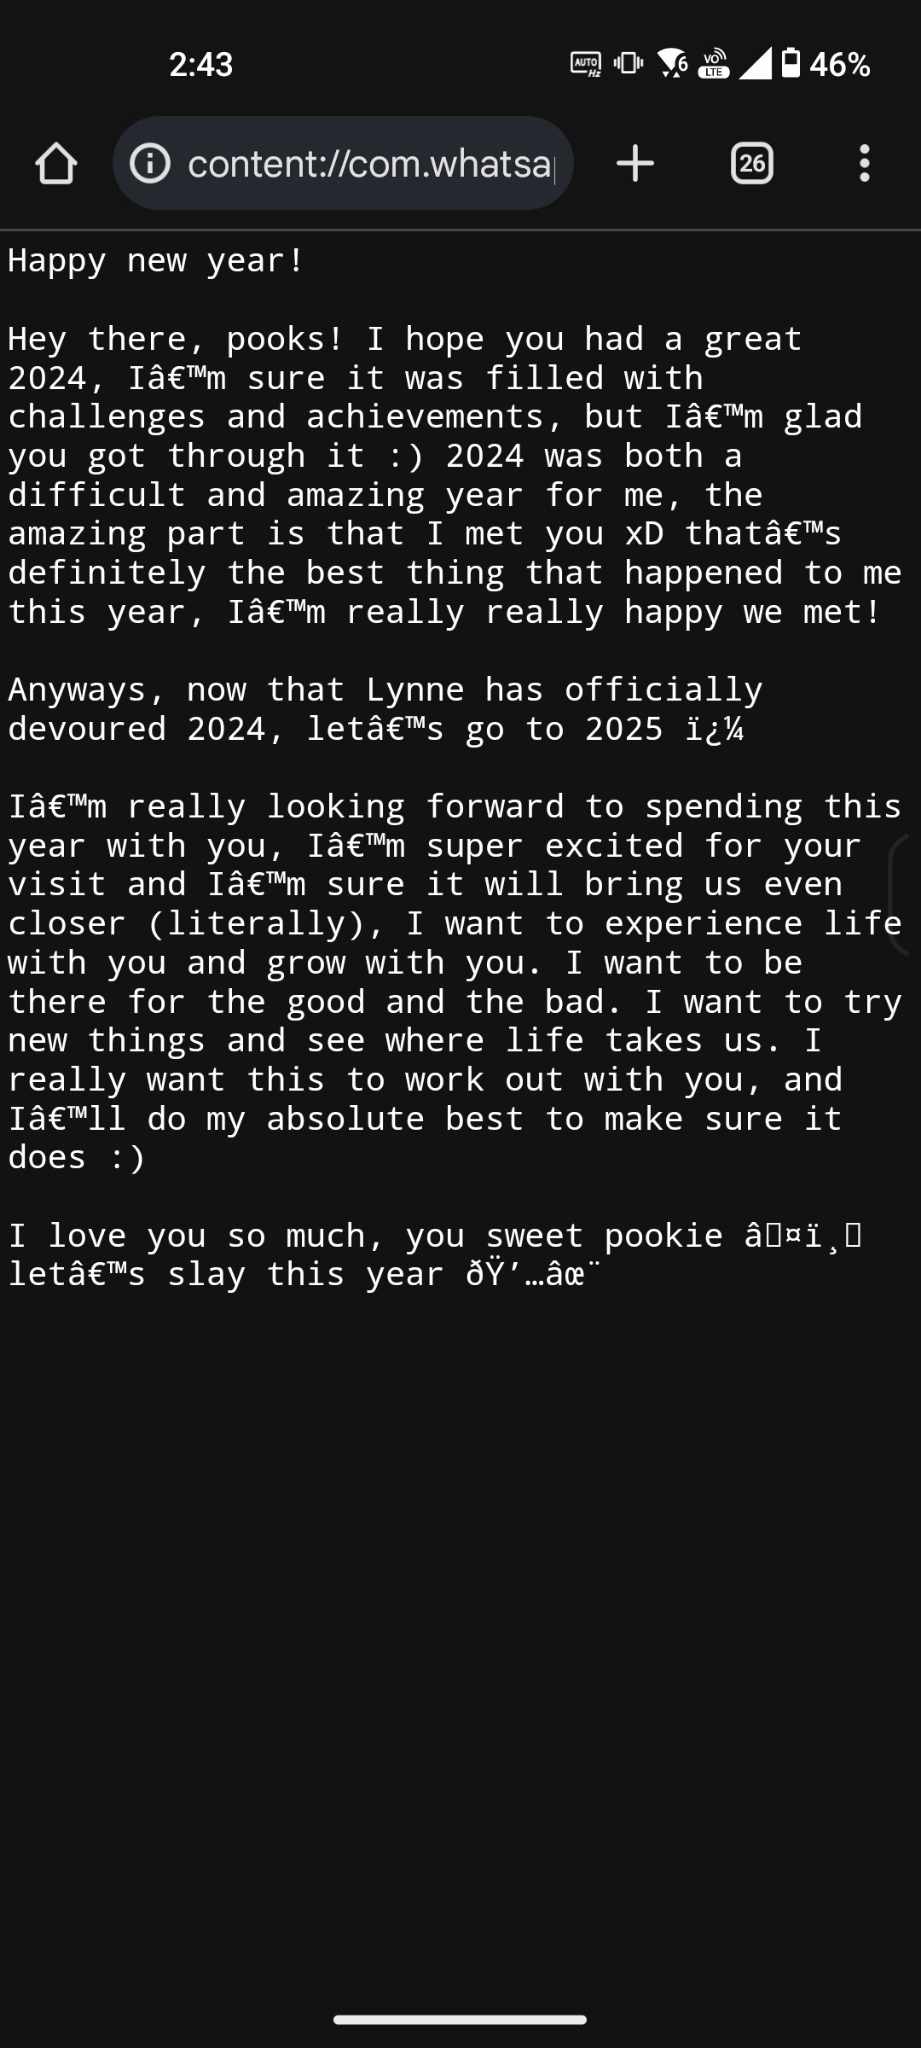 2:43
AUTO Hz
6
VO LTE
46%
content://com.whatsa
26
Happy new year!
Hey there, pooks! I hope you had a great
2024, Iâ€™m sure it was filled with
challenges and achievements, but Iâ€™m glad
you got through it :) 2024 was both a
difficult and amazing year for me, the
amazing part is that I met you xD thatâ€™s
definitely the best thing that happened to me
this year, Iâ€™m really really happy we met!
Anyways, now that Lynne has officially
devoured 2024, letâ€™s go to 2025 ï¿¼
Iâ€™m really looking forward to spending this
year with you, Iâ€™m super excited for your
visit and Iâ€™m sure it will bring us even
closer (literally), I want to experience life
with you and grow with you. I want to be
there for the good and the bad. I want to try
new things and see where life takes us. I
really want this to work out with you, and
Iâ€™ll do my absolute best to make sure it
does :)
I love you so much, you sweet pookie â▯¤ï¸▯
letâ€™s slay this year ðŸ’…âœ¨